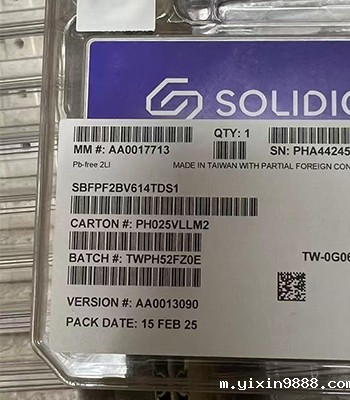 SOLIDIG
QTY: 1
MM #: AA0017713
SN: PHA44245
Pb-free 2LI
MADE IN TAIWAN WITH PARTIAL FOREIGN CON
SBFPF2BV614TDS1
CARTON #: PH025VLLM2
BATCH #: TWPH52FZ0E
TW-0G06
VERSION #: AA0013090
PACK DATE: 15 FEB 25
m.yixin9888.com